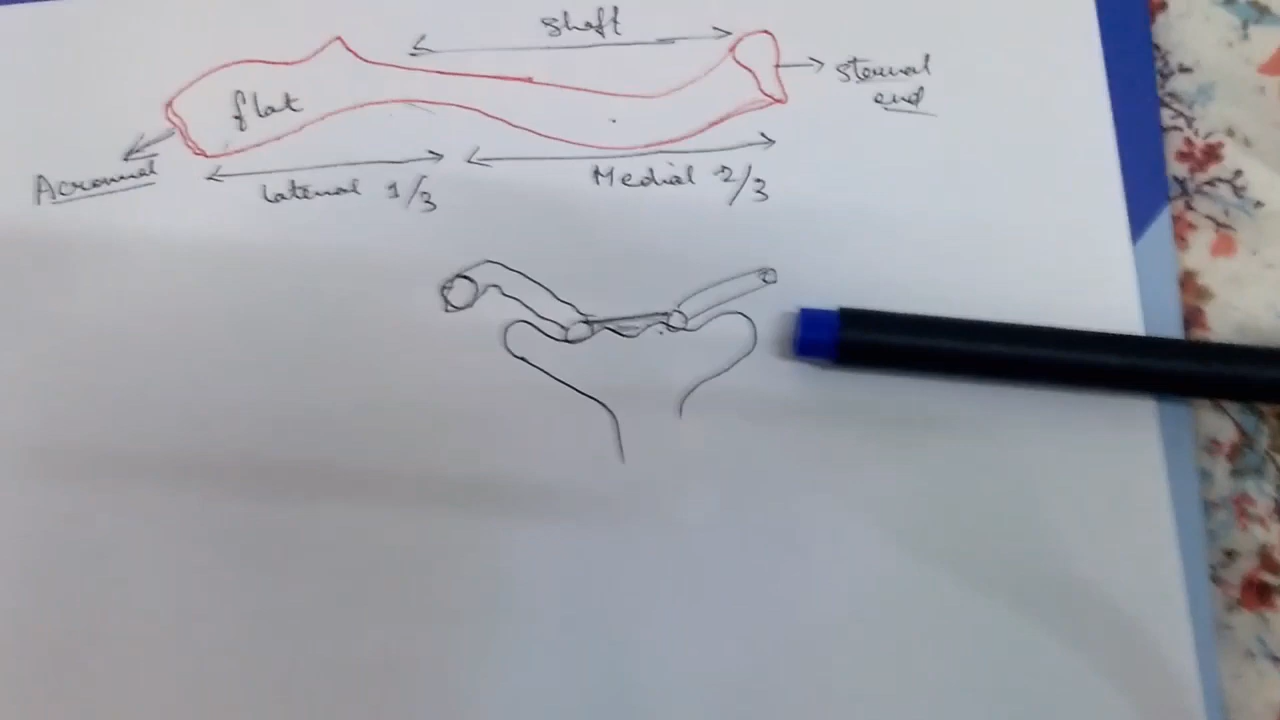 shaft
sternal
end
flat
Acromial
lateral 1/3
Medial 2/3